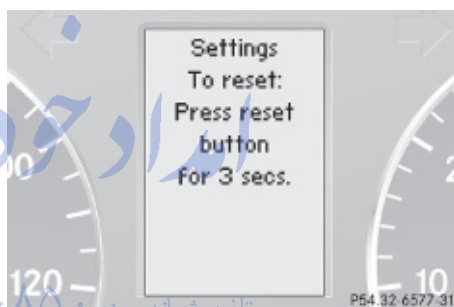 Settings
To reset:
Press reset
button
for 3 secs.
120
10
P54.32-6577-31